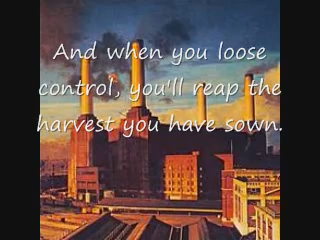 And when you loose
control, you'll reap the
harvest you have sown.